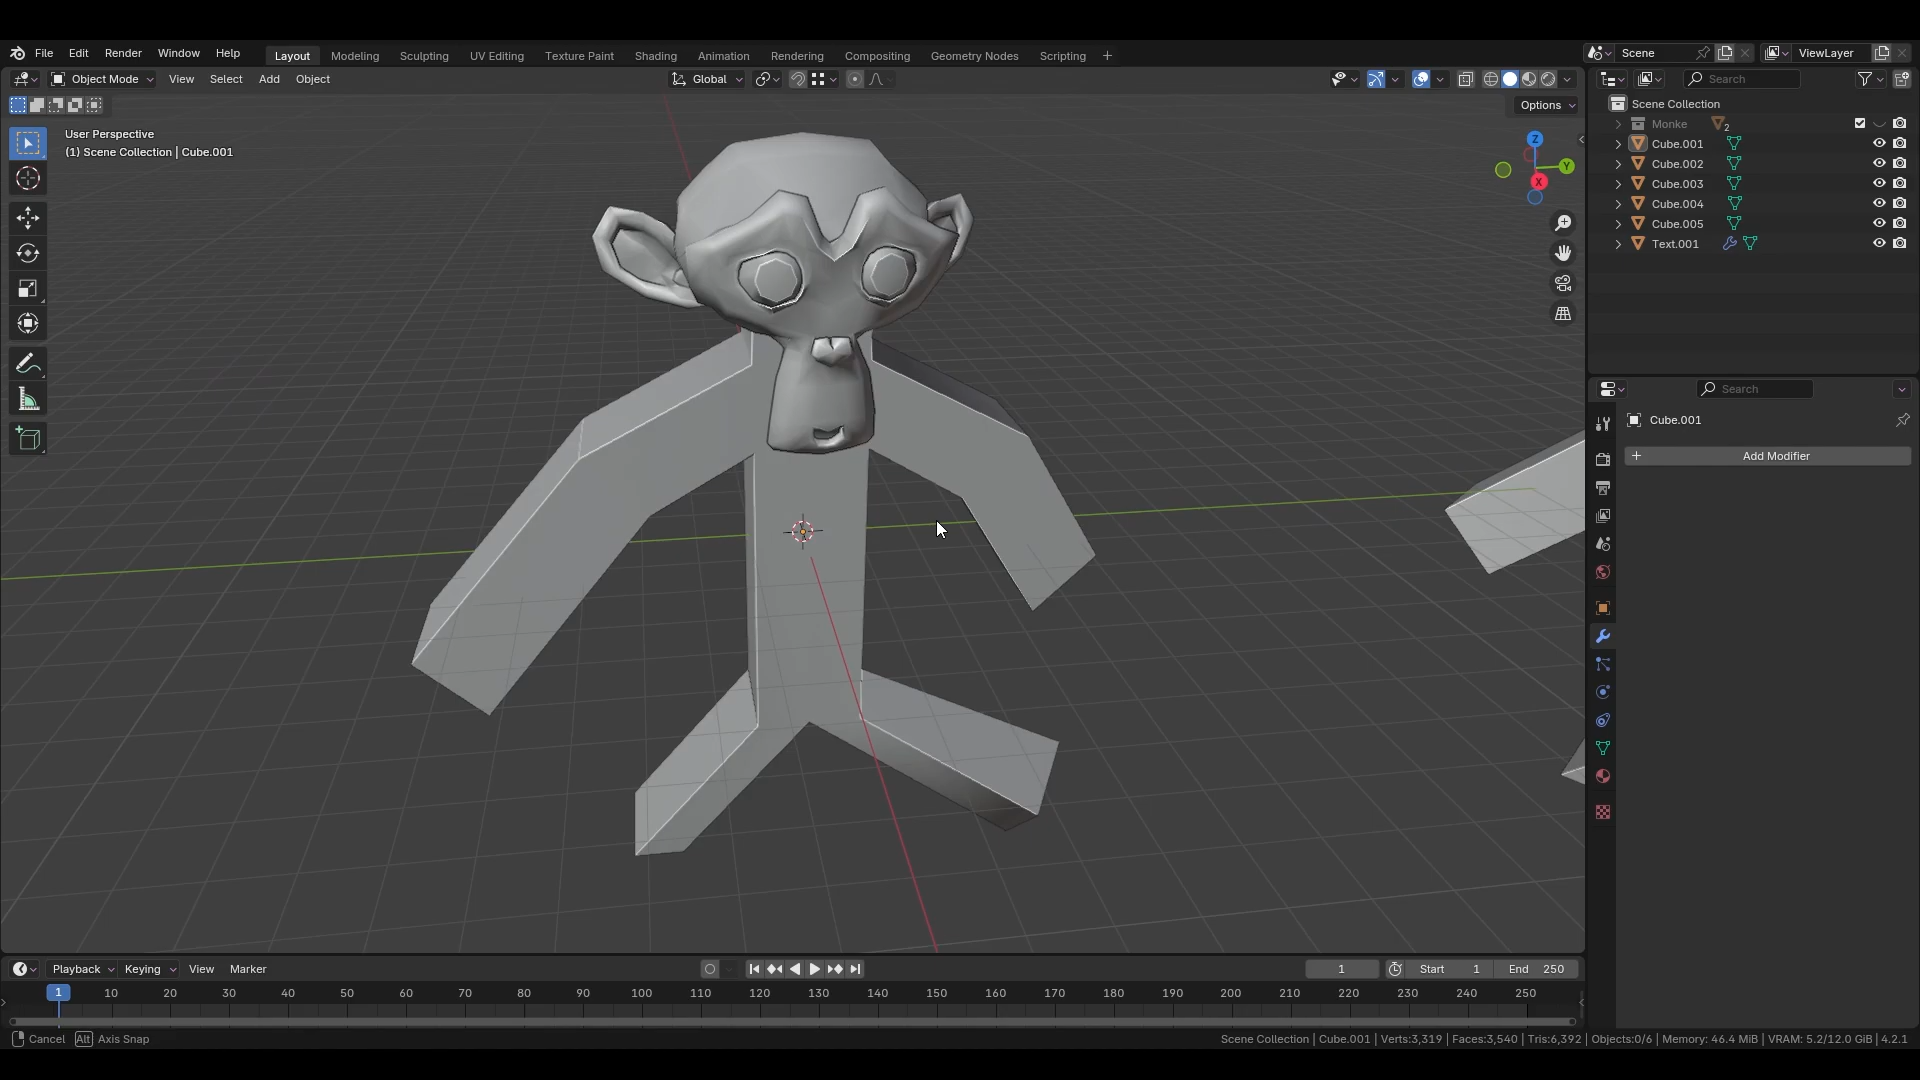 File Edit Render Window Help Layout Modeling Sculpting UV Editing Texture Paint Shading Animation Rendering Compositing Geometry Nodes Scripting + Scene ViewLayer
Object Mode View Select Add Object Global Search
Options
User Perspective
(1) Scene Collection | Cube.001
Z
Y
X
Scene Collection
Monke 2
Cube.001
Cube.002
Cube.003
Cube.004
Cube.005
Text.001
Search
Cube.001
+ Add Modifier
Playback Keying View Marker 1 Start 1 End 250
1 10 20 30 40 50 60 70 80 90 100 110 120 130 140 150 160 170 180 190 200 210 220 230 240 250
Cancel Alt Axis Snap Scene Collection | Cube.001 | Verts:3,319 | Faces:3,540 | Tris:6,392 | Objects:0/6 | Memory: 46.4 MiB | VRAM: 5.2/12.0 GiB | 4.2.1